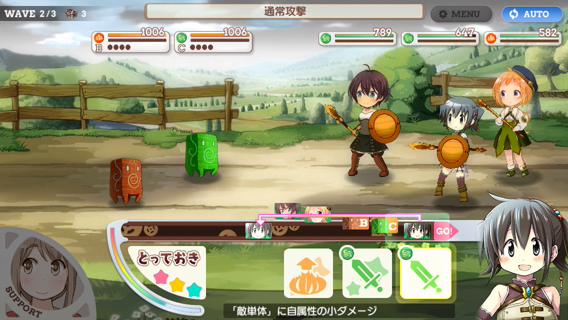 WAVE 2/3 3
通常攻撃
MENU
AUTO
1006
B
1006
C
789
647
582
B
C
GO!
とっておき
SUPPORT
「敵単体」に自属性の小ダメージ